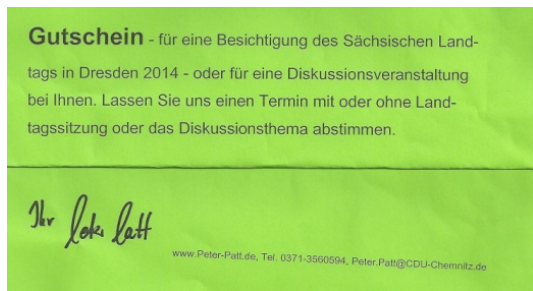 Gutschein - für eine Besichtigung des Sächsischen Land-
tags in Dresden 2014 - oder für eine Diskussionsveranstaltung
bei Ihnen. Lassen Sie uns einen Termin mit oder ohne Land-
tagssitzung oder das Diskussionsthema abstimmen.
Ihr Peter Patt
www.Peter-Patt.de, Tel. 0371-3560594, Peter.Patt@CDU-Chemnitz.de